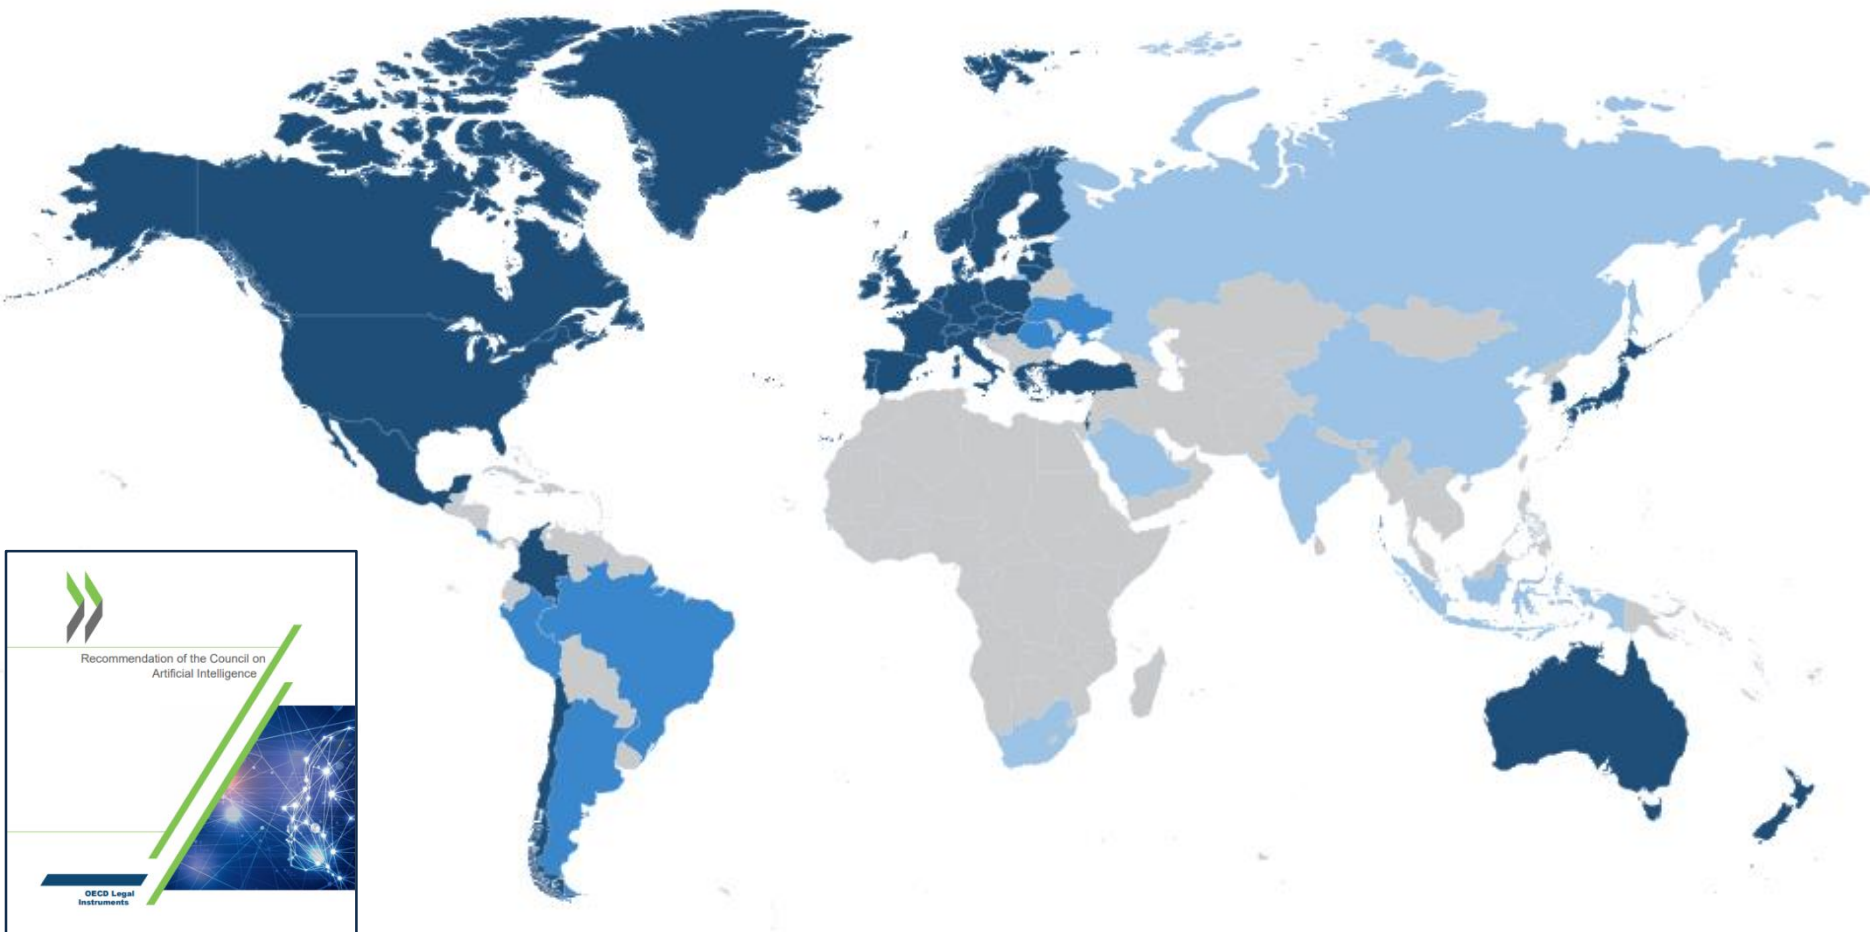 Recommendation of the Council on
Artificial Intelligence
OECD Legal
Instruments